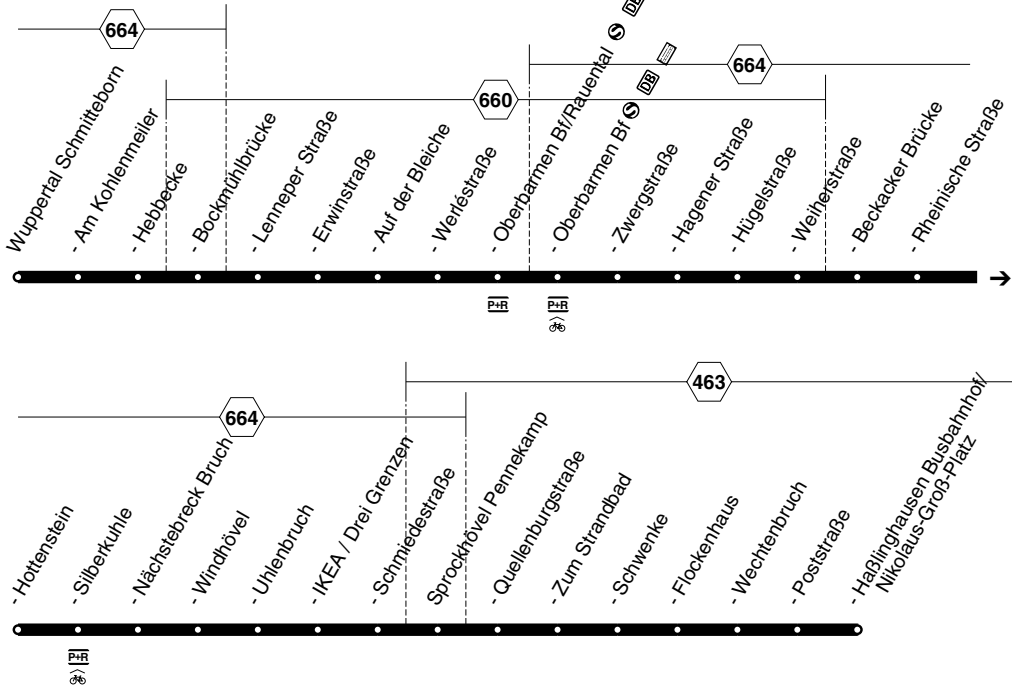 664
664
660
Wuppertal Schmitteborn
- Am Kohlenmeiler
- Hebbecke
- Bockmühlbrücke
- Lenneper Straße
- Erwinstraße
- Auf der Bleiche
- Werléstraße
- Oberbarmen Bf/Rauental S DB
- Oberbarmen Bf S DB
- Zwergstraße
- Hagener Straße
- Hügelstraße
- Weiherstraße
- Beckacker Brücke
- Rheinische Straße
P+R
P+R
463
664
- Hottenstein
- Silberkuhle
- Nächstebreck Bruch
- Windhövel
- Uhlenbruch
- IKEA / Drei Grenzen
- Schmiedestraße
Sprockhövel Pennekamp
- Quellenburgstraße
- Zum Strandbad
- Schwenke
- Flockenhaus
- Wechtenbruch
- Poststraße
- Haßlinghausen Busbahnhof/
Nikolaus-Groß-Platz
P+R